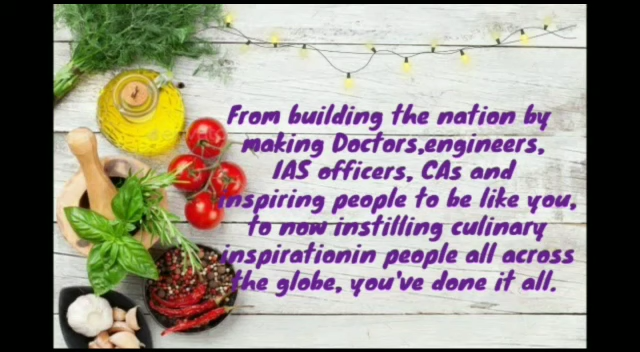 From building the nation by
making Doctors,engineers,
IAS officers, CAs and
inspiring people to be like you,
to now instilling culinary
inspirationin people all across
the globe, you've done it all.